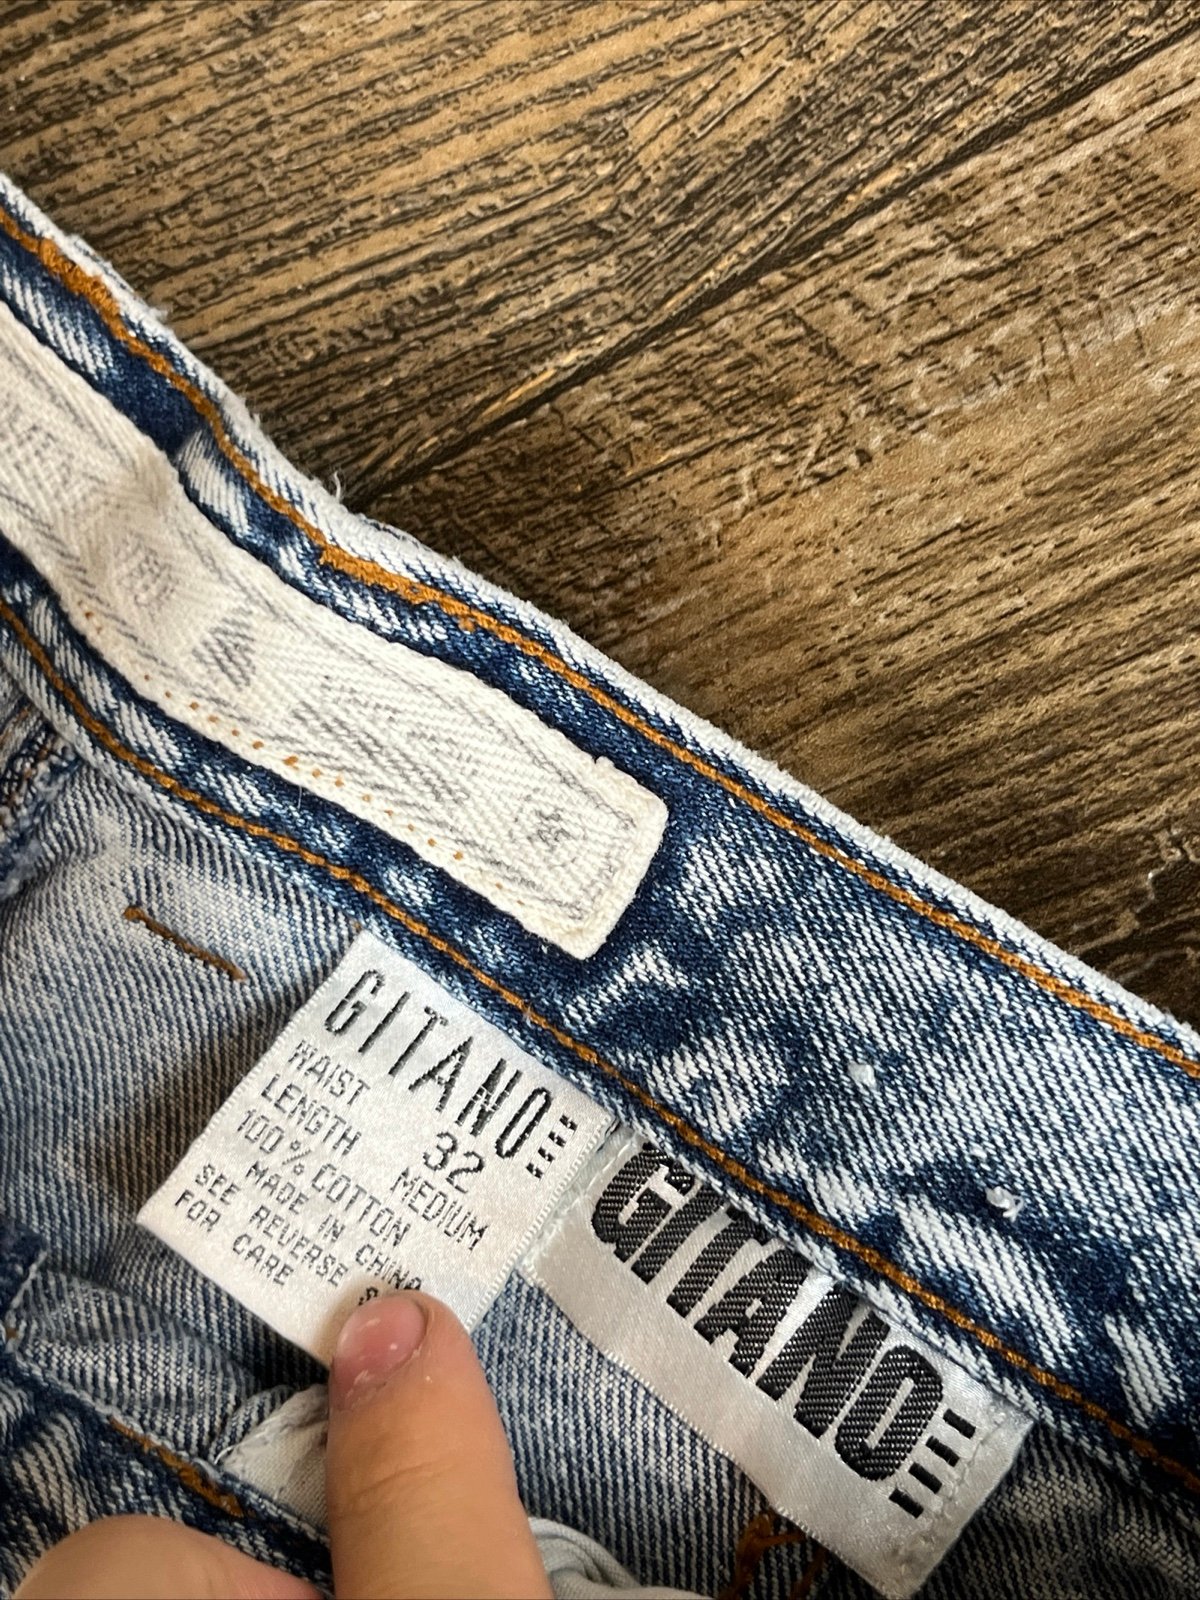 GITANO
WAIST 32
LENGTH MEDIUM
100% COTTON
MADE IN CHINA
SEE REVERSE
FOR CARE
GITANO